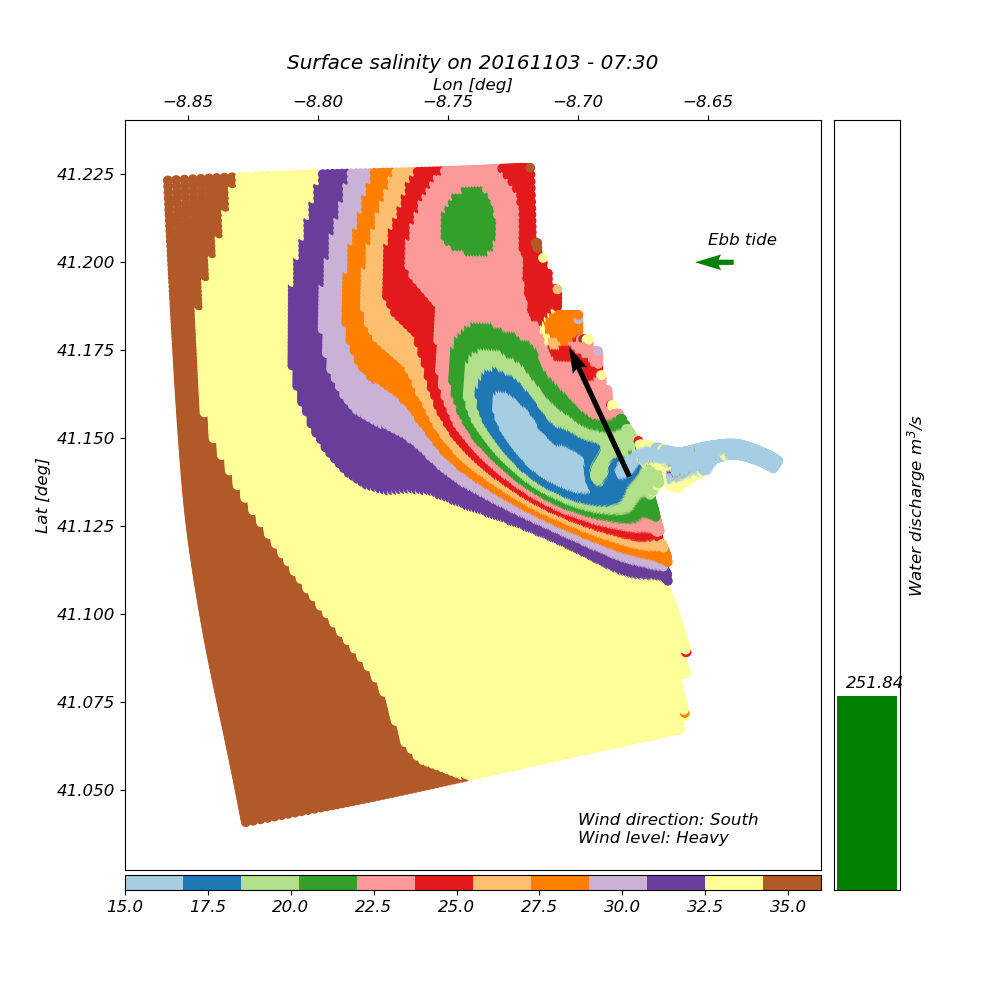 Surface salinity on 20161103 - 07:30
Lon [deg]
−8.85 −8.80 −8.75 −8.70 −8.65
41.225
41.200
41.175
41.150
41.125
41.100
41.075
41.050
Lat [deg]
Ebb tide
Wind direction: South
Wind level: Heavy
15.0 17.5 20.0 22.5 25.0 27.5 30.0 32.5 35.0
251.84
Water discharge m³/s